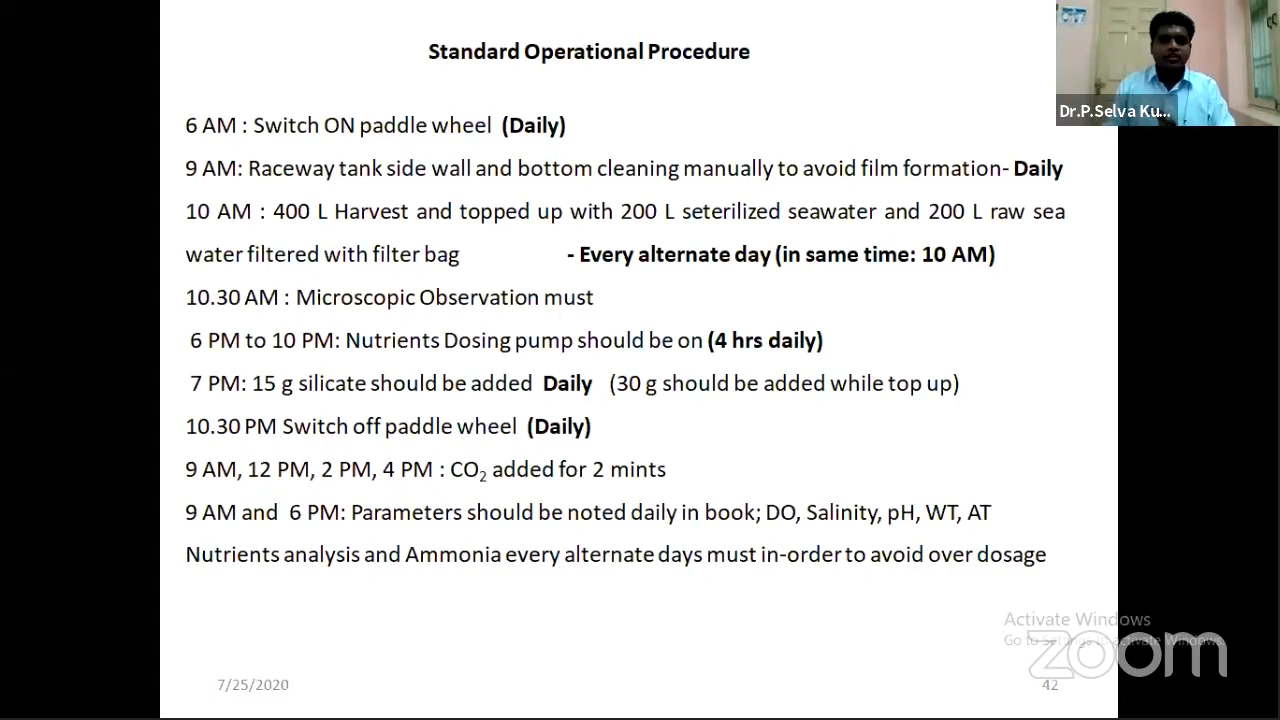 Standard Operational Procedure
Dr.P.Selva Ku...
6 AM : Switch ON paddle wheel (Daily)
9 AM: Raceway tank side wall and bottom cleaning manually to avoid film formation- Daily
10 AM : 400 L Harvest and topped up with 200 L seterilized seawater and 200 L raw sea
water filtered with filter bag - Every alternate day (in same time: 10 AM)
10.30 AM : Microscopic Observation must
6 PM to 10 PM: Nutrients Dosing pump should be on (4 hrs daily)
7 PM: 15 g silicate should be added Daily (30 g should be added while top up)
10.30 PM Switch off paddle wheel (Daily)
9 AM, 12 PM, 2 PM, 4 PM : CO2 added for 2 mints
9 AM and 6 PM: Parameters should be noted daily in book; DO, Salinity, pH, WT, AT
Nutrients analysis and Ammonia every alternate days must in-order to avoid over dosage
Activate Windows
Go to Settings to activate Windows.
zoom
7/25/2020
42